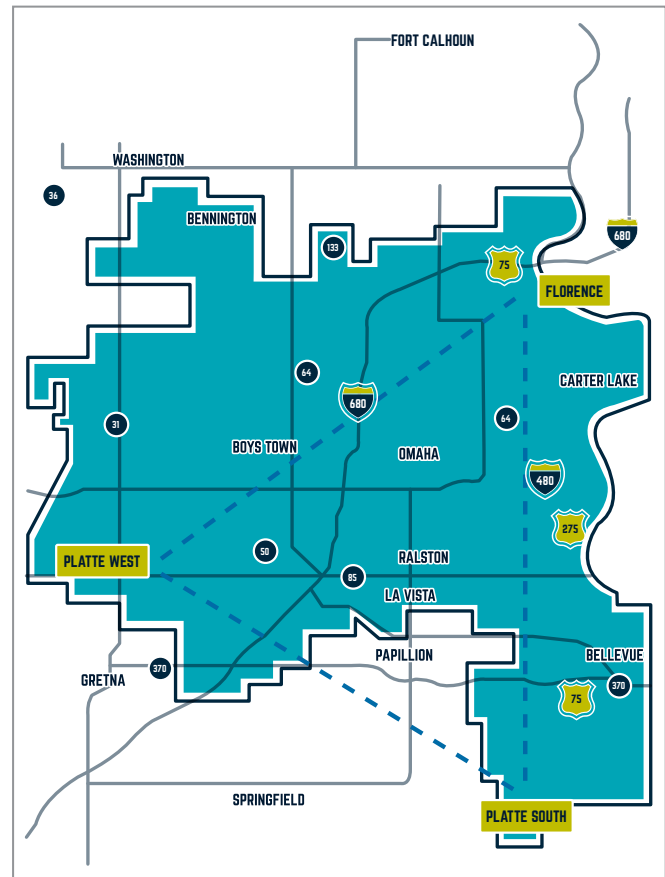 FORT CALHOUN
WASHINGTON
36
BENNINGTON
133
680
75
FLORENCE
64
CARTER LAKE
680
64
31
BOYS TOWN
OMAHA
480
275
50
RALSTON
PLATTE WEST
85
LA VISTA
PAPILLION
BELLEVUE
370
GRETNA
370
75
SPRINGFIELD
PLATTE SOUTH